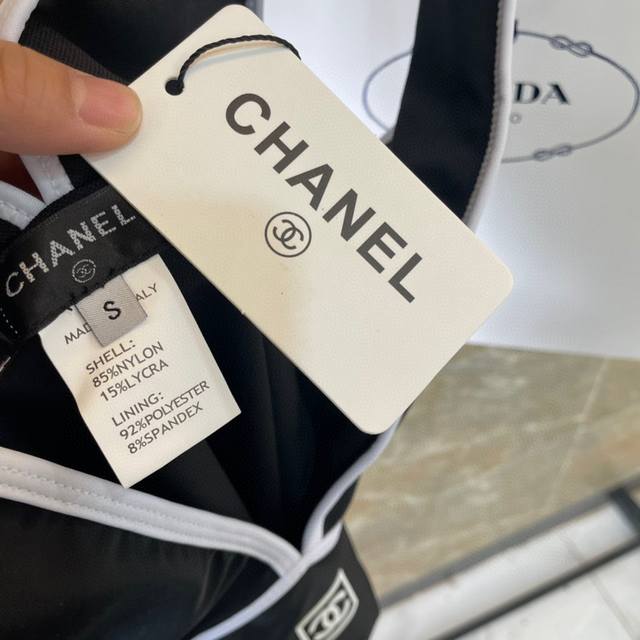 CHANEL
CHANEL
S
SHELL:
85%NYLON
15%LYCRA
LINING:
92%POLYESTER
8%SPANDEX